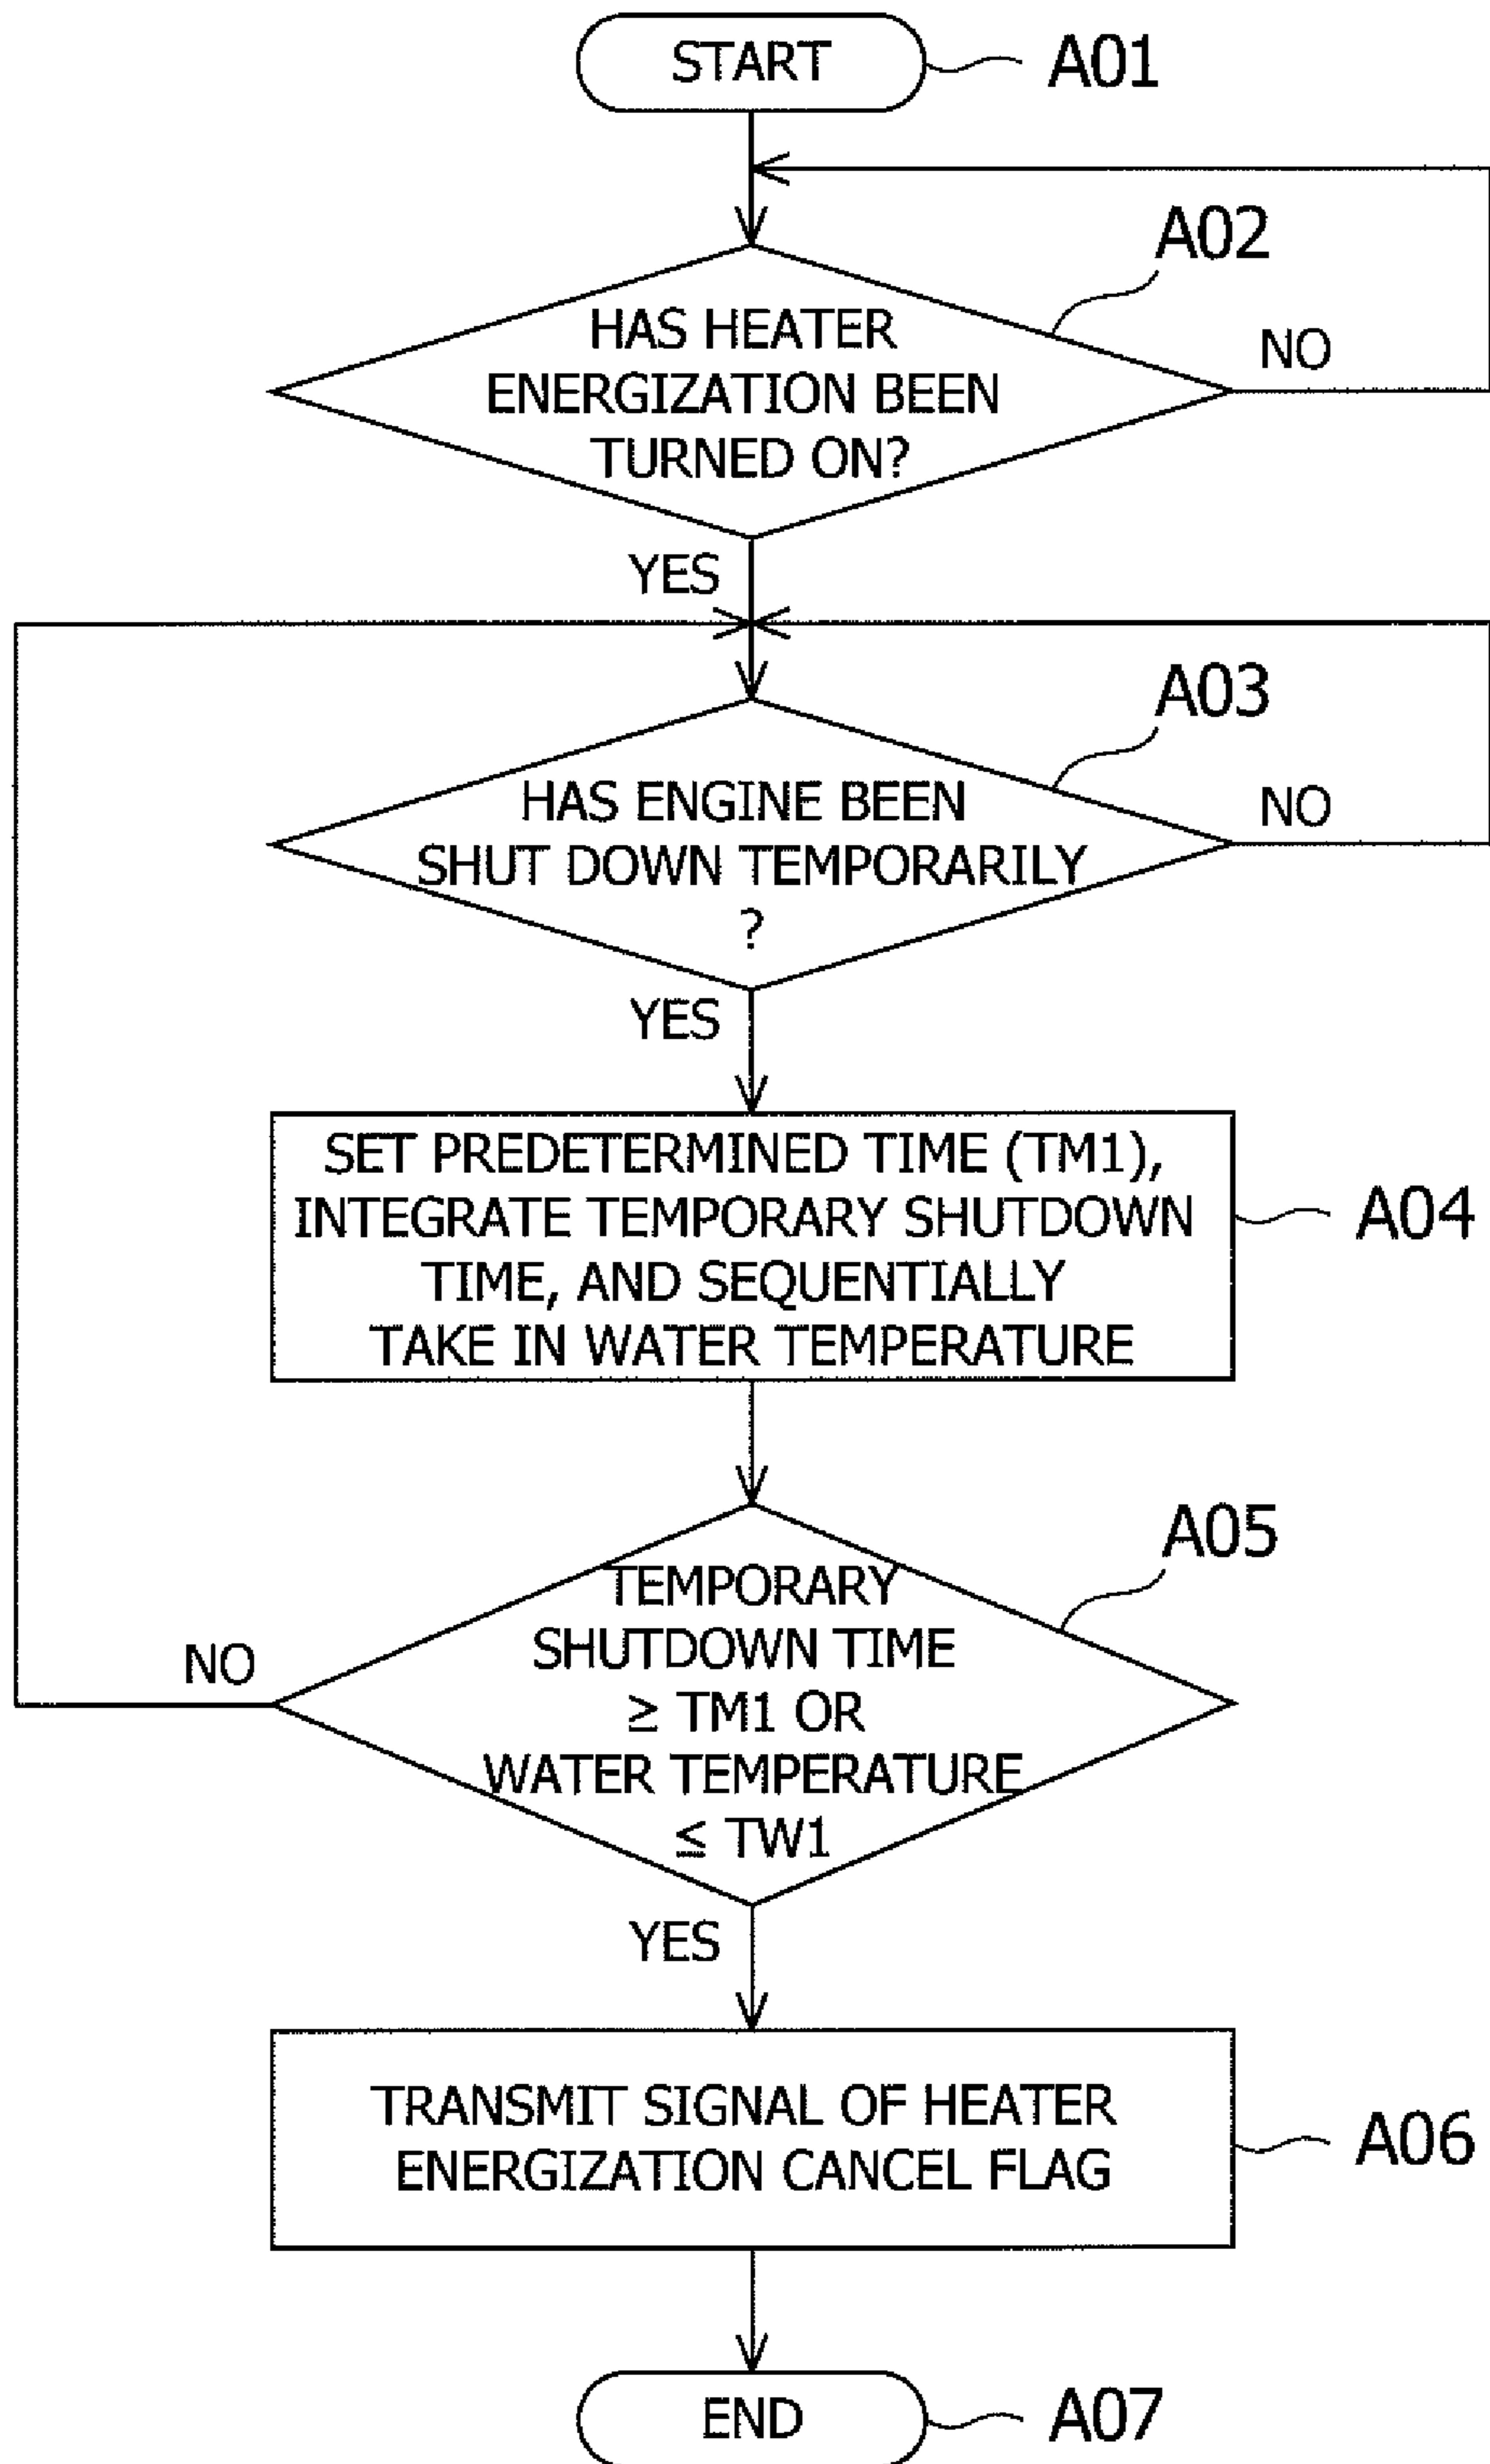 START
A01
A02
HAS HEATER
ENERGIZATION BEEN
TURNED ON?
NO
YES
A03
HAS ENGINE BEEN
SHUT DOWN TEMPORARILY
?
NO
YES
SET PREDETERMINED TIME (TM1),
INTEGRATE TEMPORARY SHUTDOWN
TIME, AND SEQUENTIALLY
TAKE IN WATER TEMPERATURE
A04
A05
TEMPORARY
SHUTDOWN TIME
≥ TM1 OR
WATER TEMPERATURE
≤ TW1
NO
YES
TRANSMIT SIGNAL OF HEATER
ENERGIZATION CANCEL FLAG
A06
END
A07